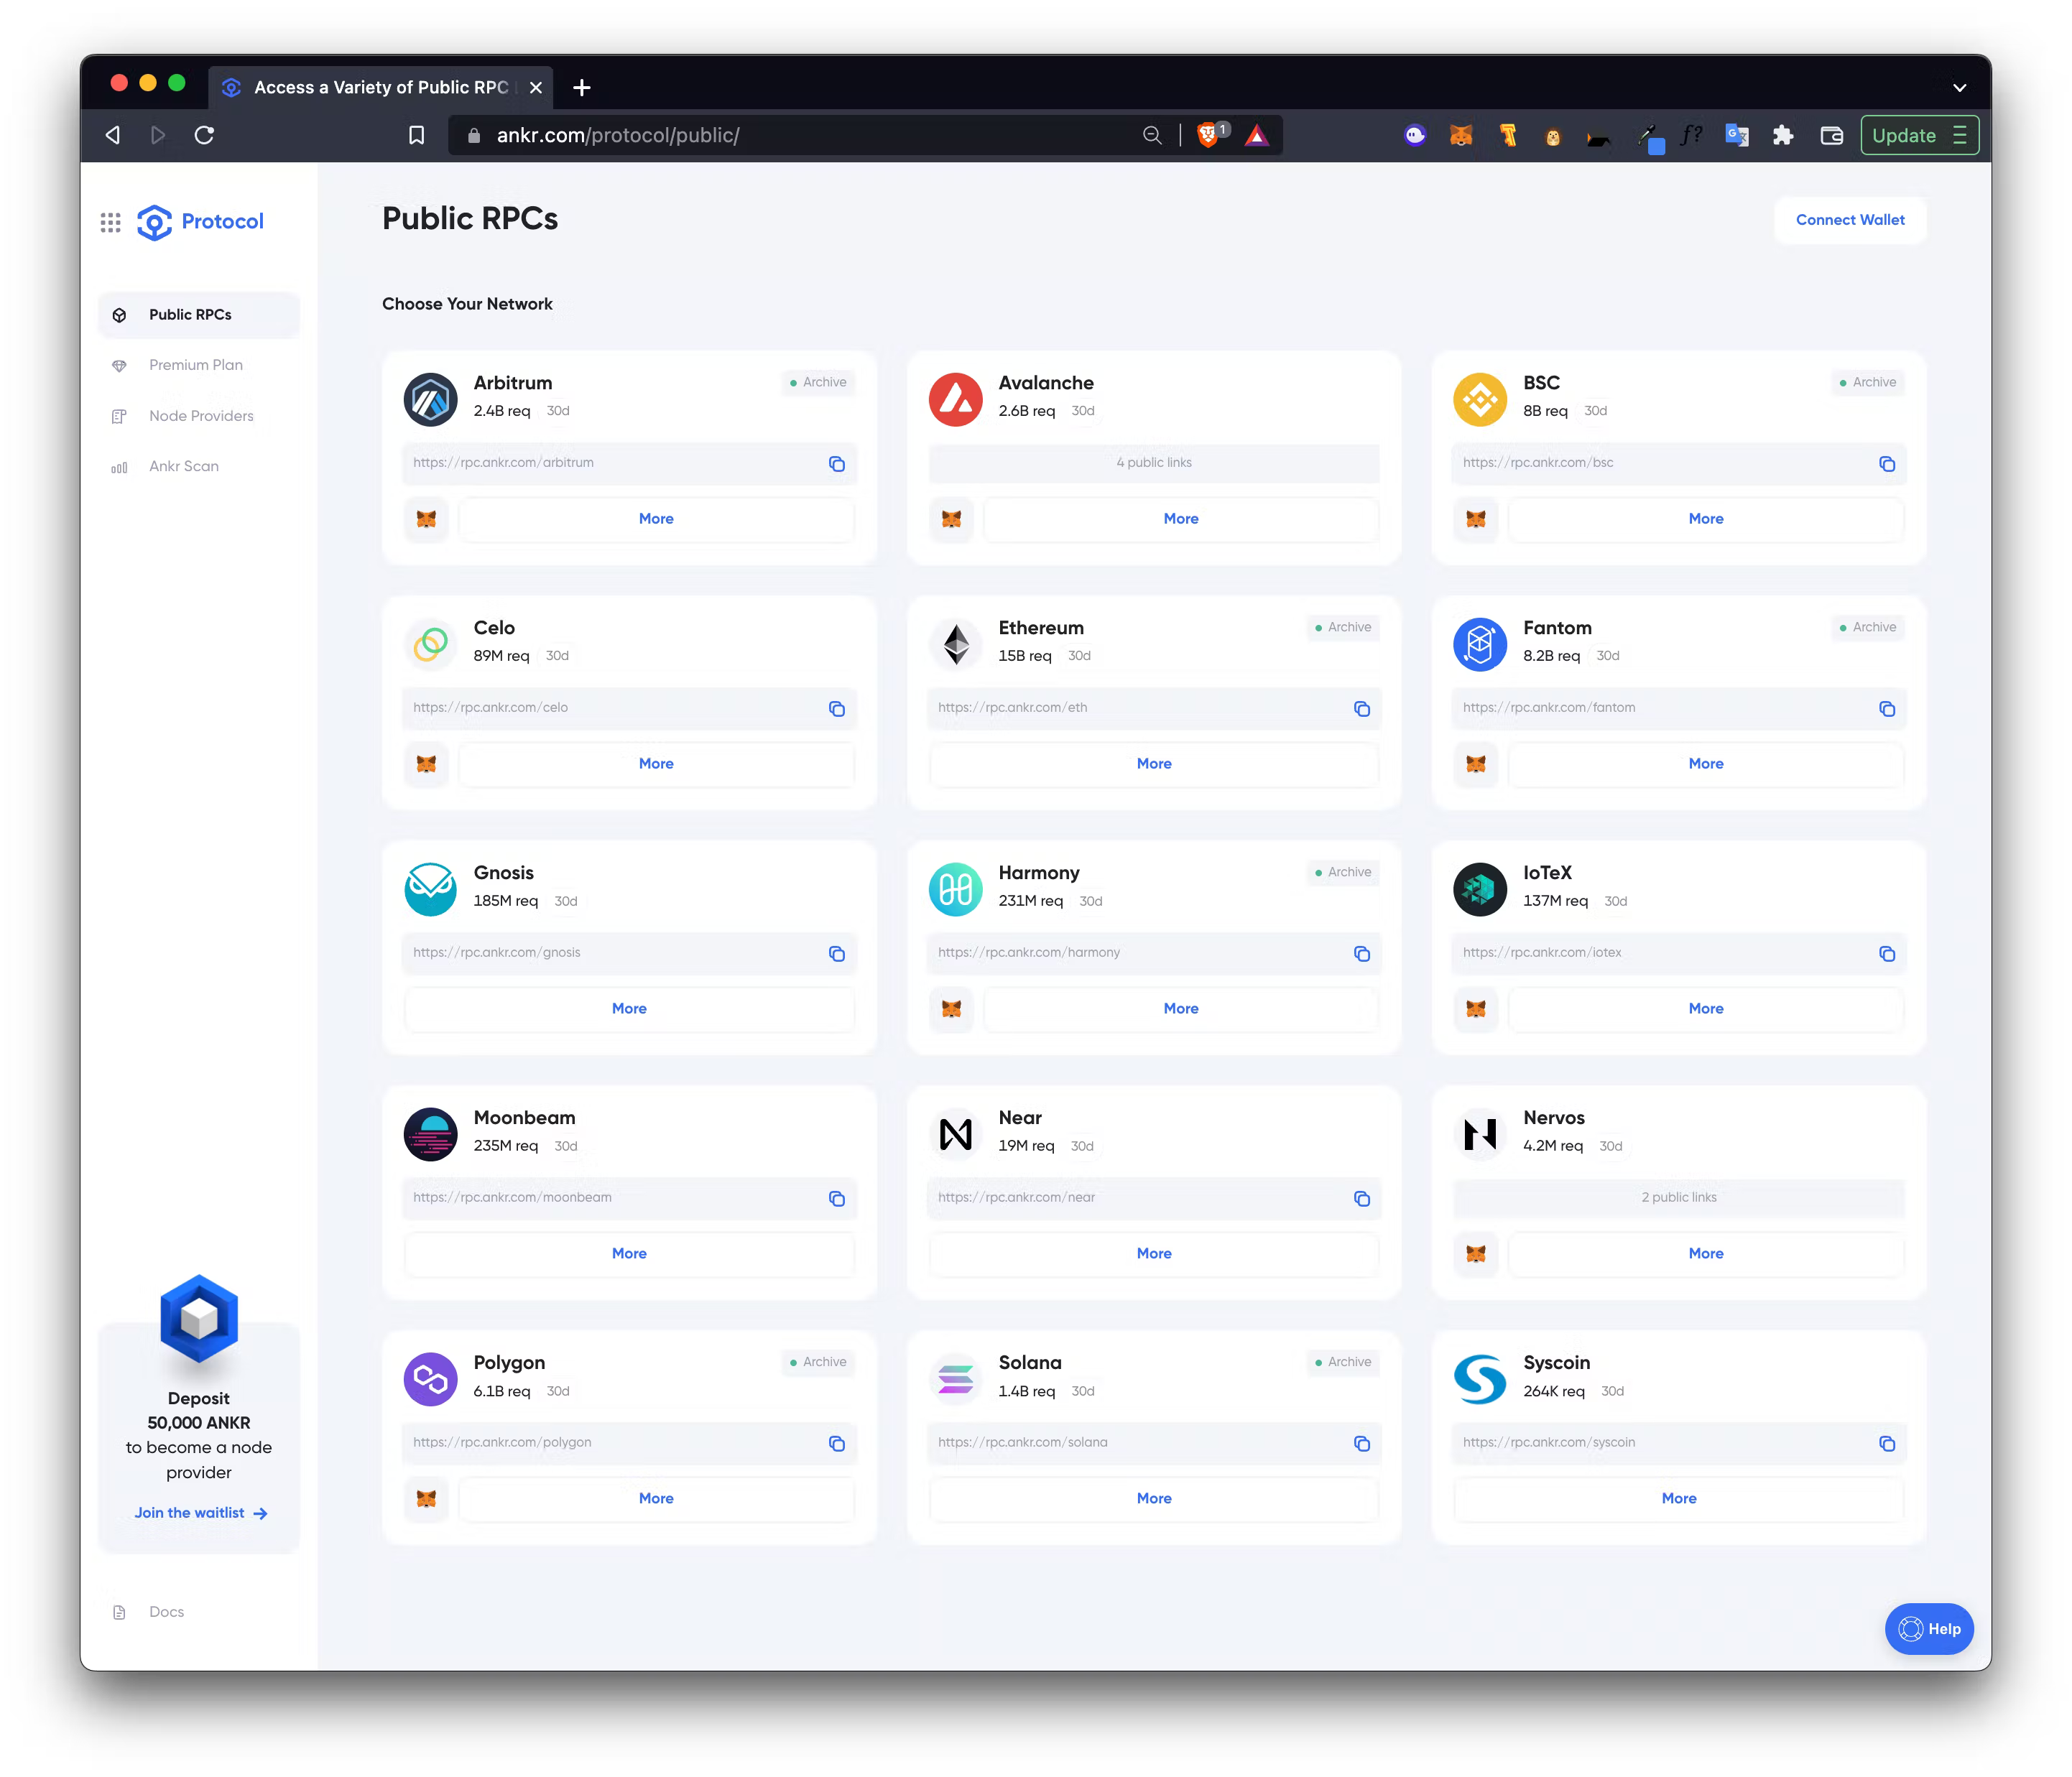 Access a Variety of Public RPC
ankr.com/protocol/public/
1
Update
Protocol
Public RPCs
Premium Plan
Node Providers
Ankr Scan
Deposit
50,000 ANKR
to become a node
provider
Join the waitlist
Docs
Public RPCs
Connect Wallet
Choose Your Network
Arbitrum
2.4B req 30d
Archive
https://rpc.ankr.com/arbitrum
More
Avalanche
2.6B req 30d
4 public links
More
BSC
8B req 30d
Archive
https://rpc.ankr.com/bsc
More
Celo
89M req 30d
https://rpc.ankr.com/celo
More
Ethereum
15B req 30d
Archive
https://rpc.ankr.com/eth
More
Fantom
8.2B req 30d
Archive
https://rpc.ankr.com/fantom
More
Gnosis
185M req 30d
https://rpc.ankr.com/gnosis
More
Harmony
231M req 30d
Archive
https://rpc.ankr.com/harmony
More
IoTeX
137M req 30d
https://rpc.ankr.com/iotex
More
Moonbeam
235M req 30d
https://rpc.ankr.com/moonbeam
More
Near
19M req 30d
https://rpc.ankr.com/near
More
Nervos
4.2M req 30d
2 public links
More
Polygon
6.1B req 30d
Archive
https://rpc.ankr.com/polygon
More
Solana
1.4B req 30d
Archive
https://rpc.ankr.com/solana
More
Syscoin
264K req 30d
https://rpc.ankr.com/syscoin
More
Help